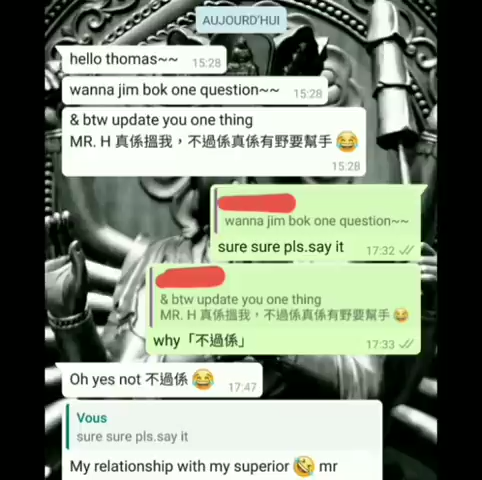 AUJOURD'HUI
hello thomas~~ 15:28
wanna jim bok one question~~ 15:28
& btw update you one thing
MR. H 真係搵我，不過係真係有野要幫手 😂
15:28
wanna jim bok one question~~
sure sure pls.say it 17:32
& btw update you one thing
MR. H 真係搵我，不過係真係有野要幫手 😂
why「不過係」 17:33
Oh yes not 不過係 😂 17:47
Vous
sure sure pls.say it
My relationship with my superior 🤣 mr